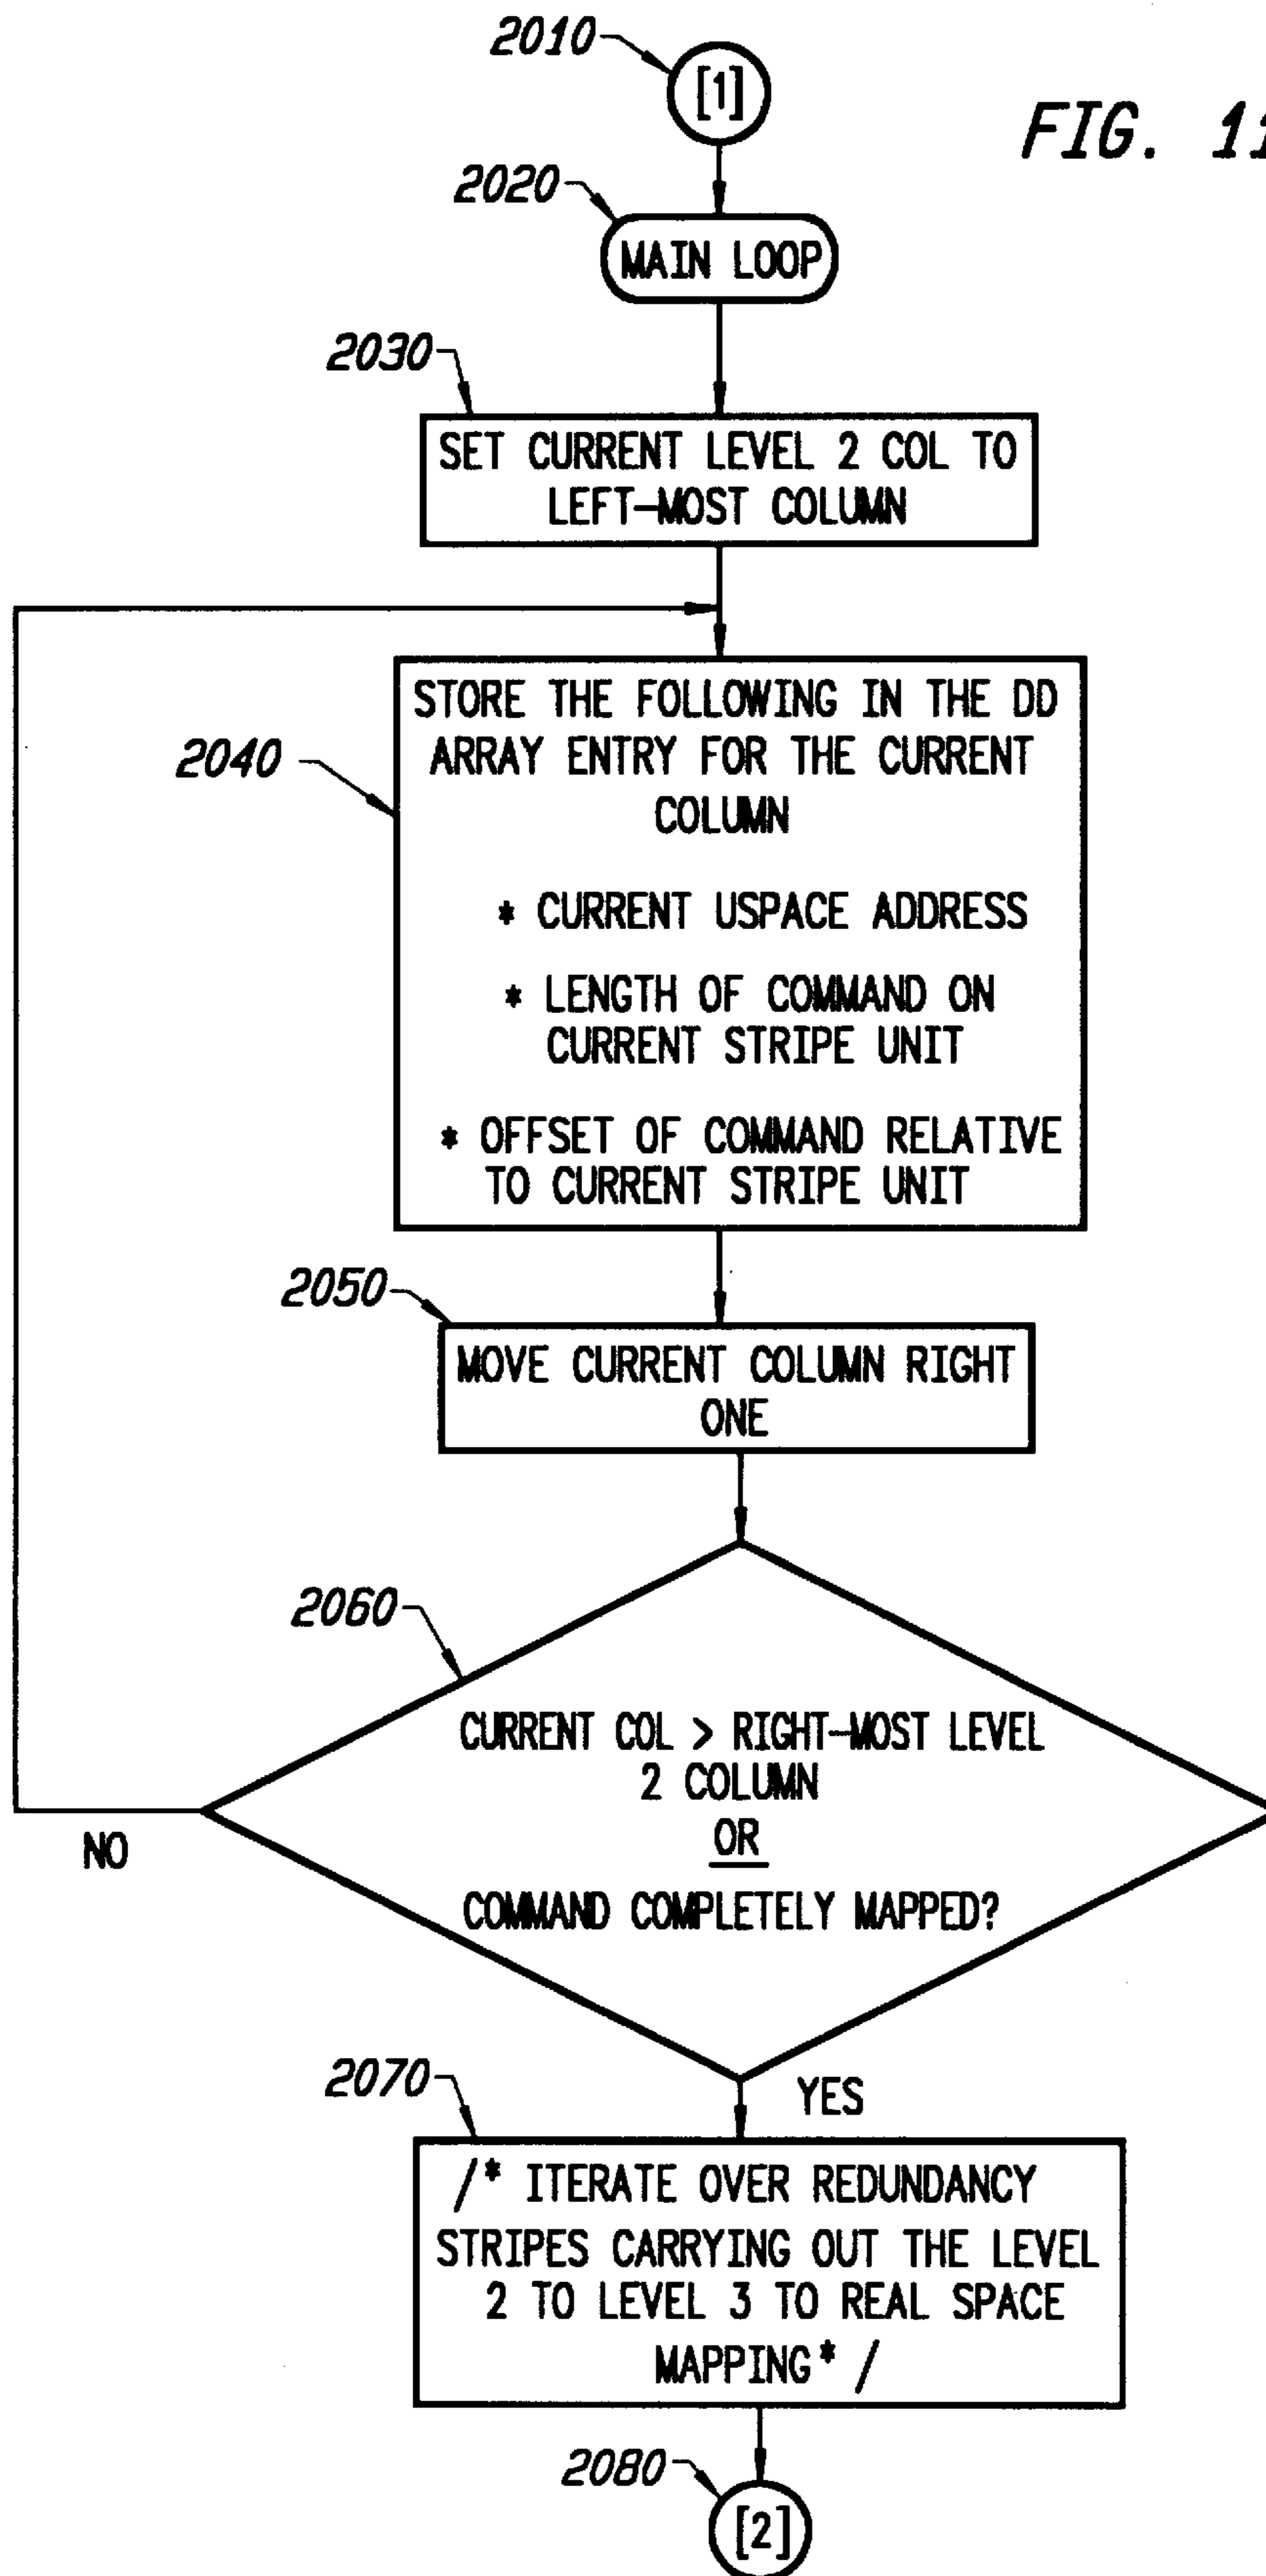 2010
[1]
FIG. 11
2020
MAIN LOOP
2030
SET CURRENT LEVEL 2 COL TO
LEFT-MOST COLUMN
2040
STORE THE FOLLOWING IN THE DD
ARRAY ENTRY FOR THE CURRENT
COLUMN
* CURRENT USPACE ADDRESS
* LENGTH OF COMMAND ON
CURRENT STRIPE UNIT
* OFFSET OF COMMAND RELATIVE
TO CURRENT STRIPE UNIT
2050
MOVE CURRENT COLUMN RIGHT
ONE
2060
CURRENT COL > RIGHT-MOST LEVEL
2 COLUMN
OR
COMMAND COMPLETELY MAPPED?
NO
YES
2070
/* ITERATE OVER REDUNDANCY
STRIPES CARRYING OUT THE LEVEL
2 TO LEVEL 3 TO REAL SPACE
MAPPING* /
2080
[2]